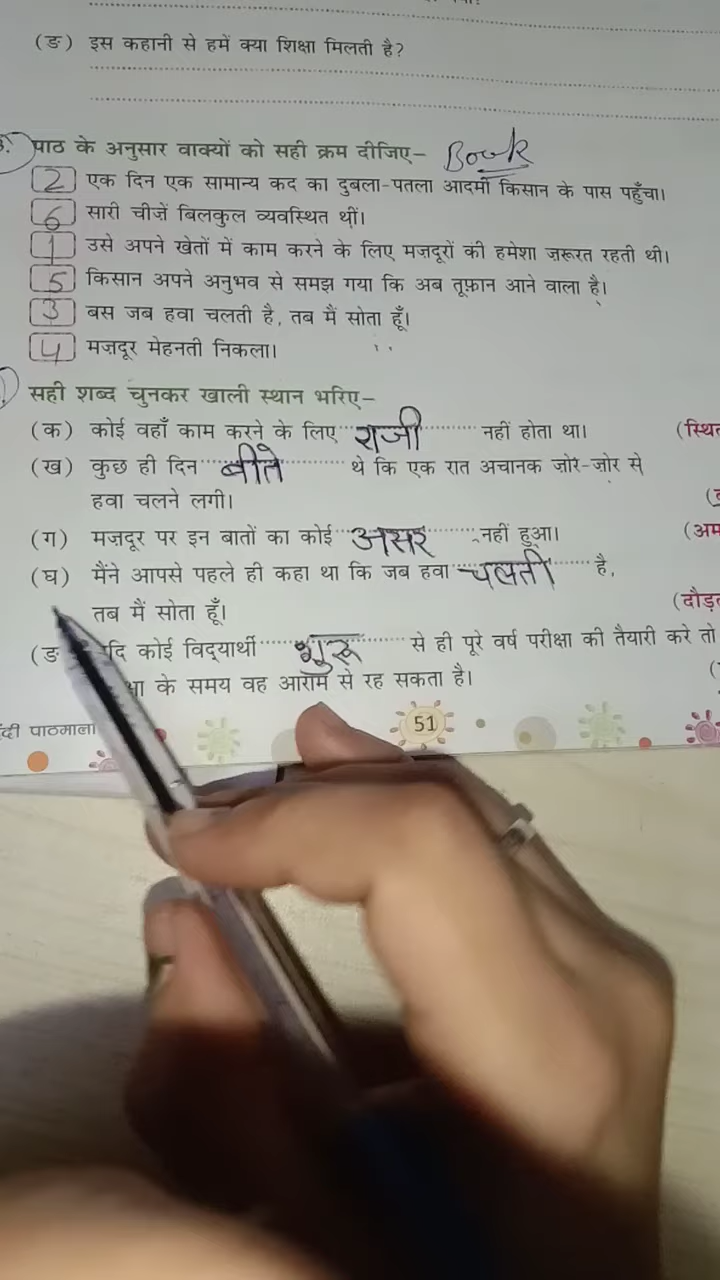 (ङ) इस कहानी से हमें क्या शिक्षा मिलती है?
पाठ के अनुसार वाक्यों को सही क्रम दीजिए– Book
2 एक दिन एक सामान्य कद का दुबला-पतला आदमी किसान के पास पहुँचा।
6 सारी चीज़ें बिलकुल व्यवस्थित थीं।
1 उसे अपने खेतों में काम करने के लिए मज़दूरों की हमेशा ज़रूरत रहती थी।
5 किसान अपने अनुभव से समझ गया कि अब तूफ़ान आने वाला है।
3 बस जब हवा चलती है, तब मैं सोता हूँ।
4 मज़दूर मेहनती निकला।
सही शब्द चुनकर खाली स्थान भरिए–
(क) कोई वहाँ काम करने के लिए राजी नहीं होता था। (स्थि
(ख) कुछ ही दिन बीते थे कि एक रात अचानक ज़ोर-ज़ोर से
हवा चलने लगी।
(ग) मज़दूर पर इन बातों का कोई असर नहीं हुआ। (अम
(घ) मैंने आपसे पहले ही कहा था कि जब हवा चलती है,
तब मैं सोता हूँ। (दौड़
(ङ दि कोई विद्यार्थी शुरू से ही पूरे वर्ष परीक्षा की तैयारी करे तो
के समय वह आराम से रह सकता है।
दी पाठमाला 51